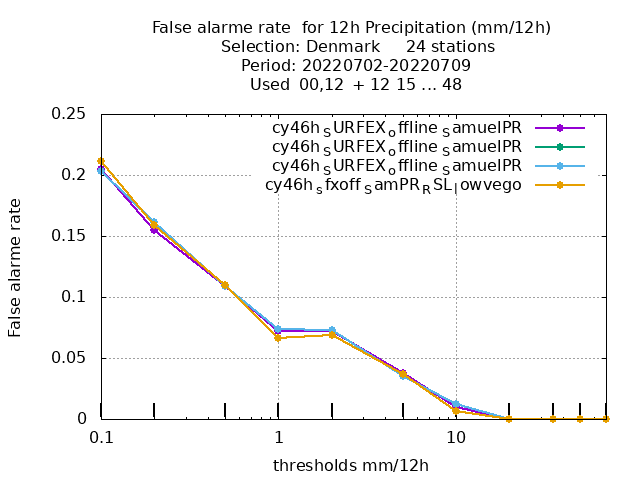 False alarme rate  for 12h Precipitation (mm/12h)
Selection: Denmark     24 stations
Period: 20220702-20220709
Used  00,12  + 12 15 ... 48
0.25
cy46h_SURFEX_offline_SamuelPR
cy46h_SURFEX_offline_SamuelPR
cy46h_SURFEX_offline_SamuelPR
cy46h_sfxoff_SamPR_RSL_lowvego
0.2
0.15
0.1
0.05
0
False alarme rate
0.1 1 10
thresholds mm/12h